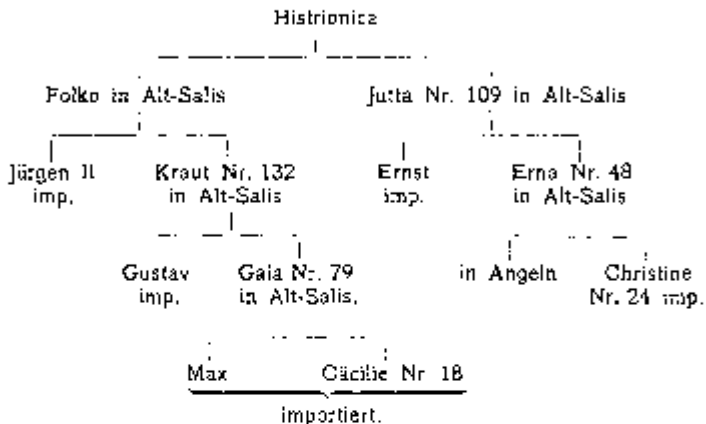 Histrionica
Folko in Alt-Salis Jutta Nr. 109 in Alt-Salis
Jürgen II Kraut Nr. 132 Ernst Erna Nr. 48
imp. in Alt-Salis imp. in Alt-Salis
Gustav Gaia Nr. 79 in Angeln Christine
imp. in Alt-Salis. Nr. 24 imp.
Max Cäcilie Nr 18
importiert.